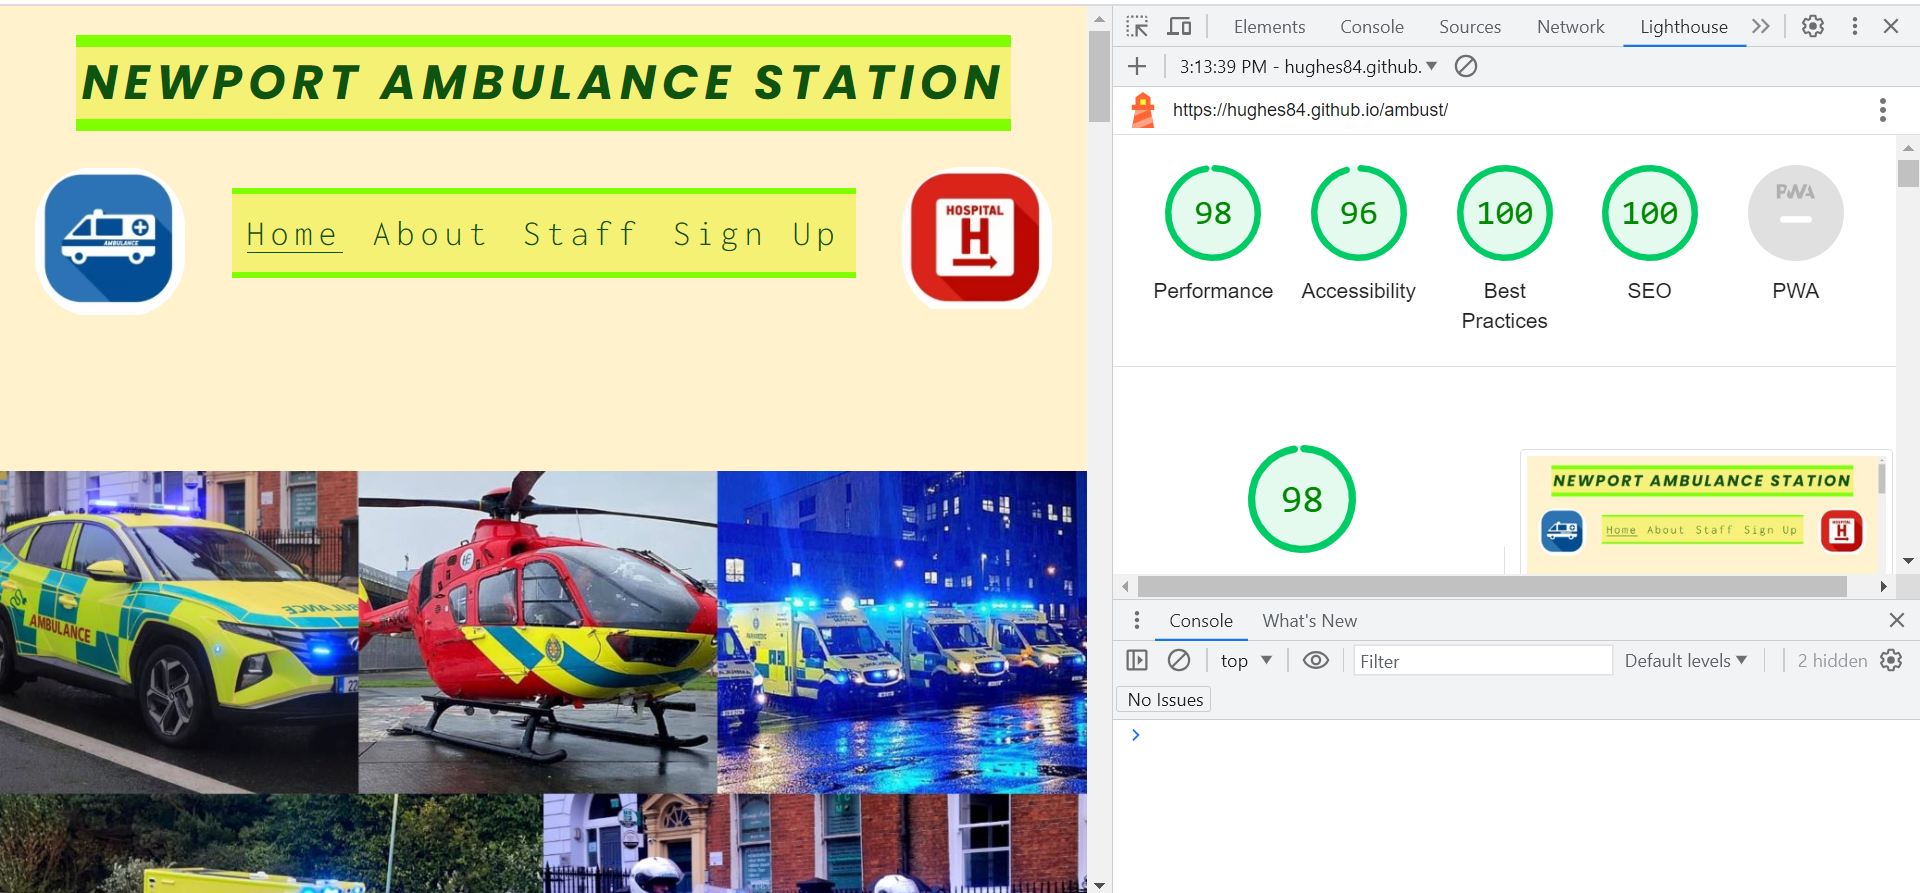 NEWPORT AMBULANCE STATION
AMBULANCE
Home About Staff Sign Up
HOSPITAL
H
AMBULANCE
22
PARAMEDIC
Elements Console Sources Network Lighthouse
3:13:39 PM - hughes84.github.
https://hughes84.github.io/ambust/
98 96 100 100 PWA
Performance Accessibility Best Practices SEO PWA
98
NEWPORT AMBULANCE STATION
Home About Staff Sign Up
HOSPITAL
H
Console What's New
top Filter Default levels 2 hidden
No Issues